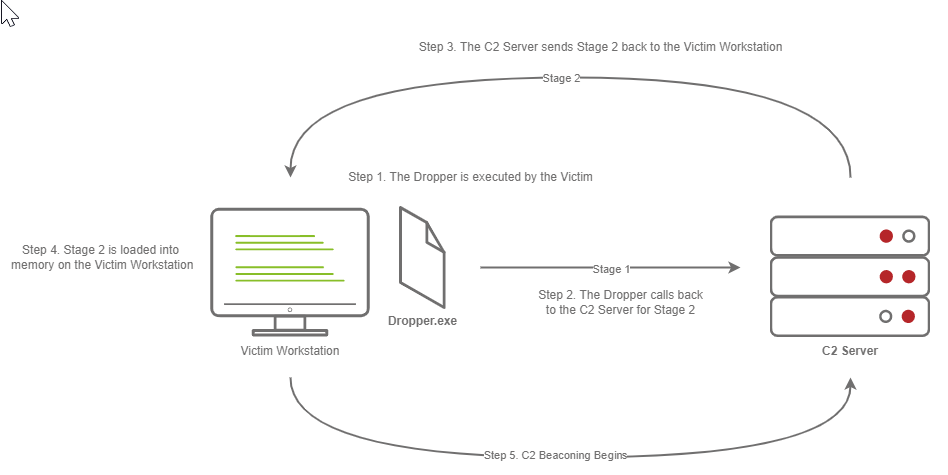 Step 3. The C2 Server sends Stage 2 back to the Victim Workstation
Stage 2
Step 1. The Dropper is executed by the Victim
Step 4. Stage 2 is loaded into
memory on the Victim Workstation
Stage 1
Step 2. The Dropper calls back
to the C2 Server for Stage 2
Dropper.exe
Victim Workstation
C2 Server
Step 5. C2 Beaconing Begins